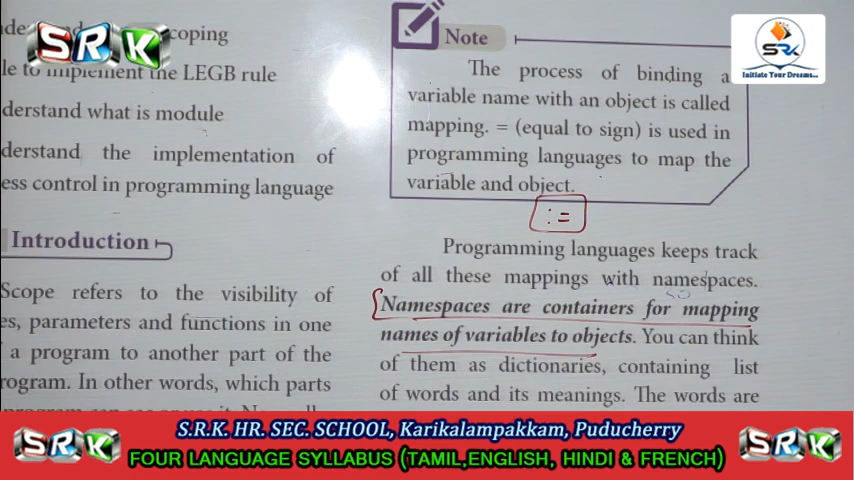 SRK
coping
le to implement the LEGB rule
derstand what is module
derstand the implementation of
ess control in programming language
Introduction
Scope refers to the visibility of
es, parameters and functions in one
a program to another part of the
rogram. In other words, which parts
SRK
Initiate Your Dreams...
Note
The process of binding a
variable name with an object is called
mapping. = (equal to sign) is used in
programming languages to map the
variable and object.
:=
Programming languages keeps track
of all these mappings with namespaces.
Namespaces are containers for mapping
names of variables to objects. You can think
of them as dictionaries, containing list
of words and its meanings. The words are
SRK
S.R.K. HR. SEC. SCHOOL, Karikalampakkam, Puducherry
FOUR LANGUAGE SYLLABUS (TAMIL,ENGLISH, HINDI & FRENCH)
SRK